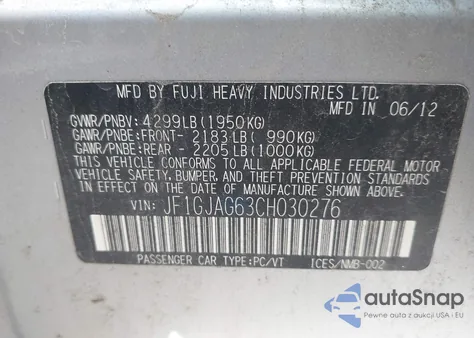 MFD BY FUJI HEAVY INDUSTRIES LTD.
MFD IN 06/12
GVWR/PNBV: 4299LB(1950KG)
GAWR/PNBE:FRONT- 2183LB( 990KG)
GAWR/PNBE:REAR - 2205LB(1000KG)
THIS VEHICLE CONFORMS TO ALL APPLICABLE FEDERAL MOTOR
VEHICLE SAFETY, BUMPER, AND THEFT PREVENTION STANDARDS
IN EFFECT ON THE DATE OF MANUFACTURE SHOWN ABOVE.
VIN: JF1GJAG63CH030276
PASSENGER CAR TYPE:PC/VT ICES/NMB-002
autoSnap
Pewne auto z USA i EU